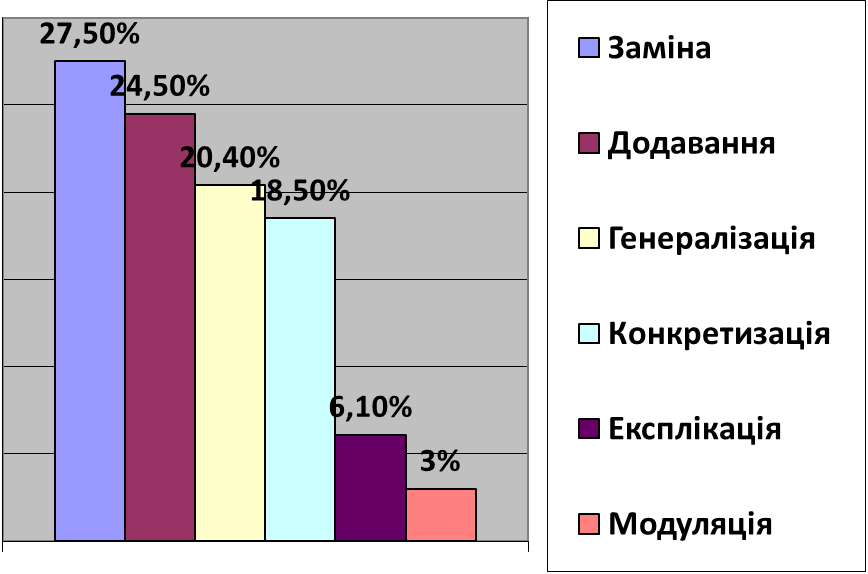 27,50%
24,50%
20,40%
18,50%
6,10%
3%
Заміна
Додавання
Генералізація
Конкретизація
Експлікація
Модуляція